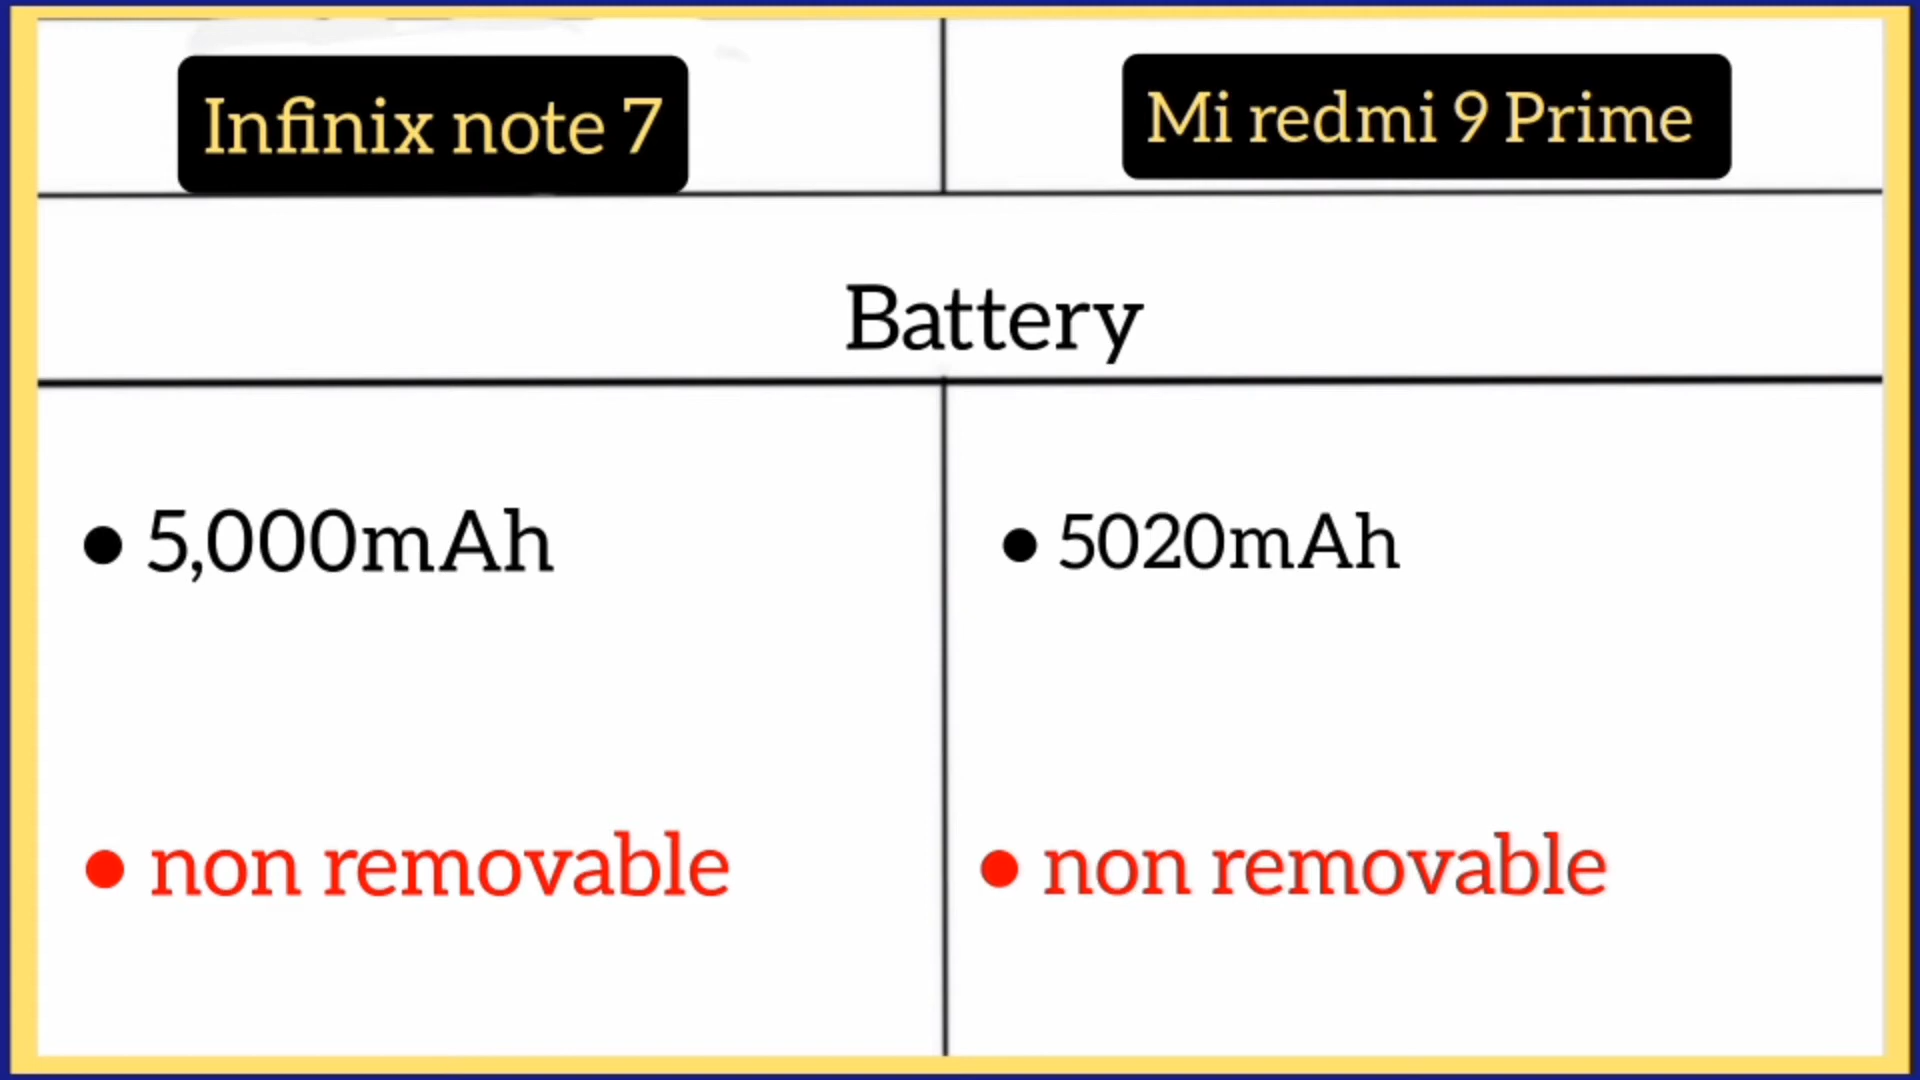 Infinix note 7
Mi redmi 9 Prime
Battery
● 5,000mAh
● 5020mAh
● non removable
● non removable